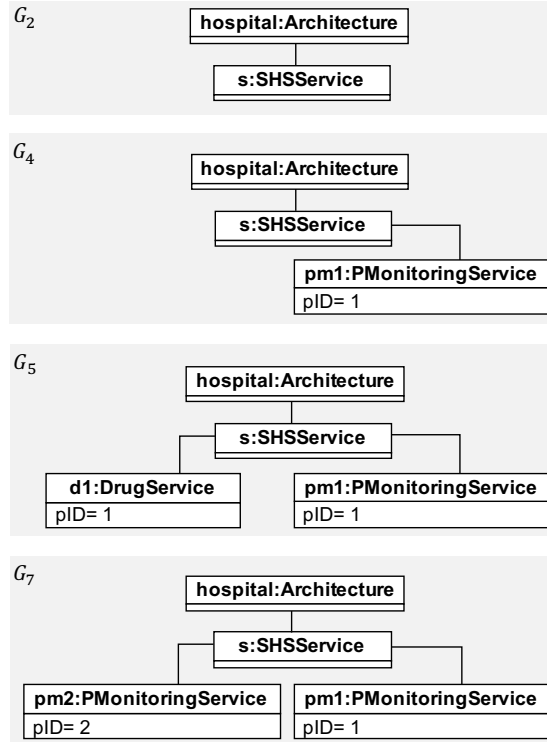 G2
hospital:Architecture
s:SHSService
G4
hospital:Architecture
s:SHSService
pm1:PMonitoringService
pID= 1
G5
hospital:Architecture
s:SHSService
d1:DrugService
pm1:PMonitoringService
pID= 1
pID= 1
G7
hospital:Architecture
s:SHSService
pm2:PMonitoringService
pm1:PMonitoringService
pID= 2
pID= 1